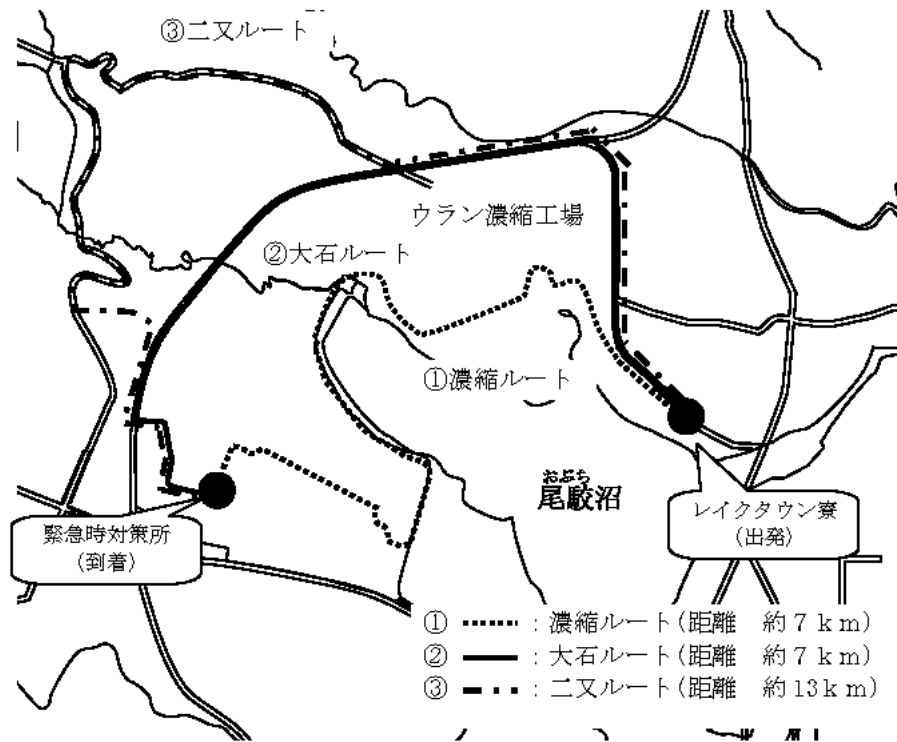 ③二又ルート
ウラン濃縮工場
②大石ルート
①濃縮ルート
おぶち
尾駮沼
レイクタウン寮
(出発)
緊急時対策所
(到着)
① : 濃縮ルート(距離 約7km)
② : 大石ルート(距離 約7km)
③ : 二又ルート(距離 約13km)